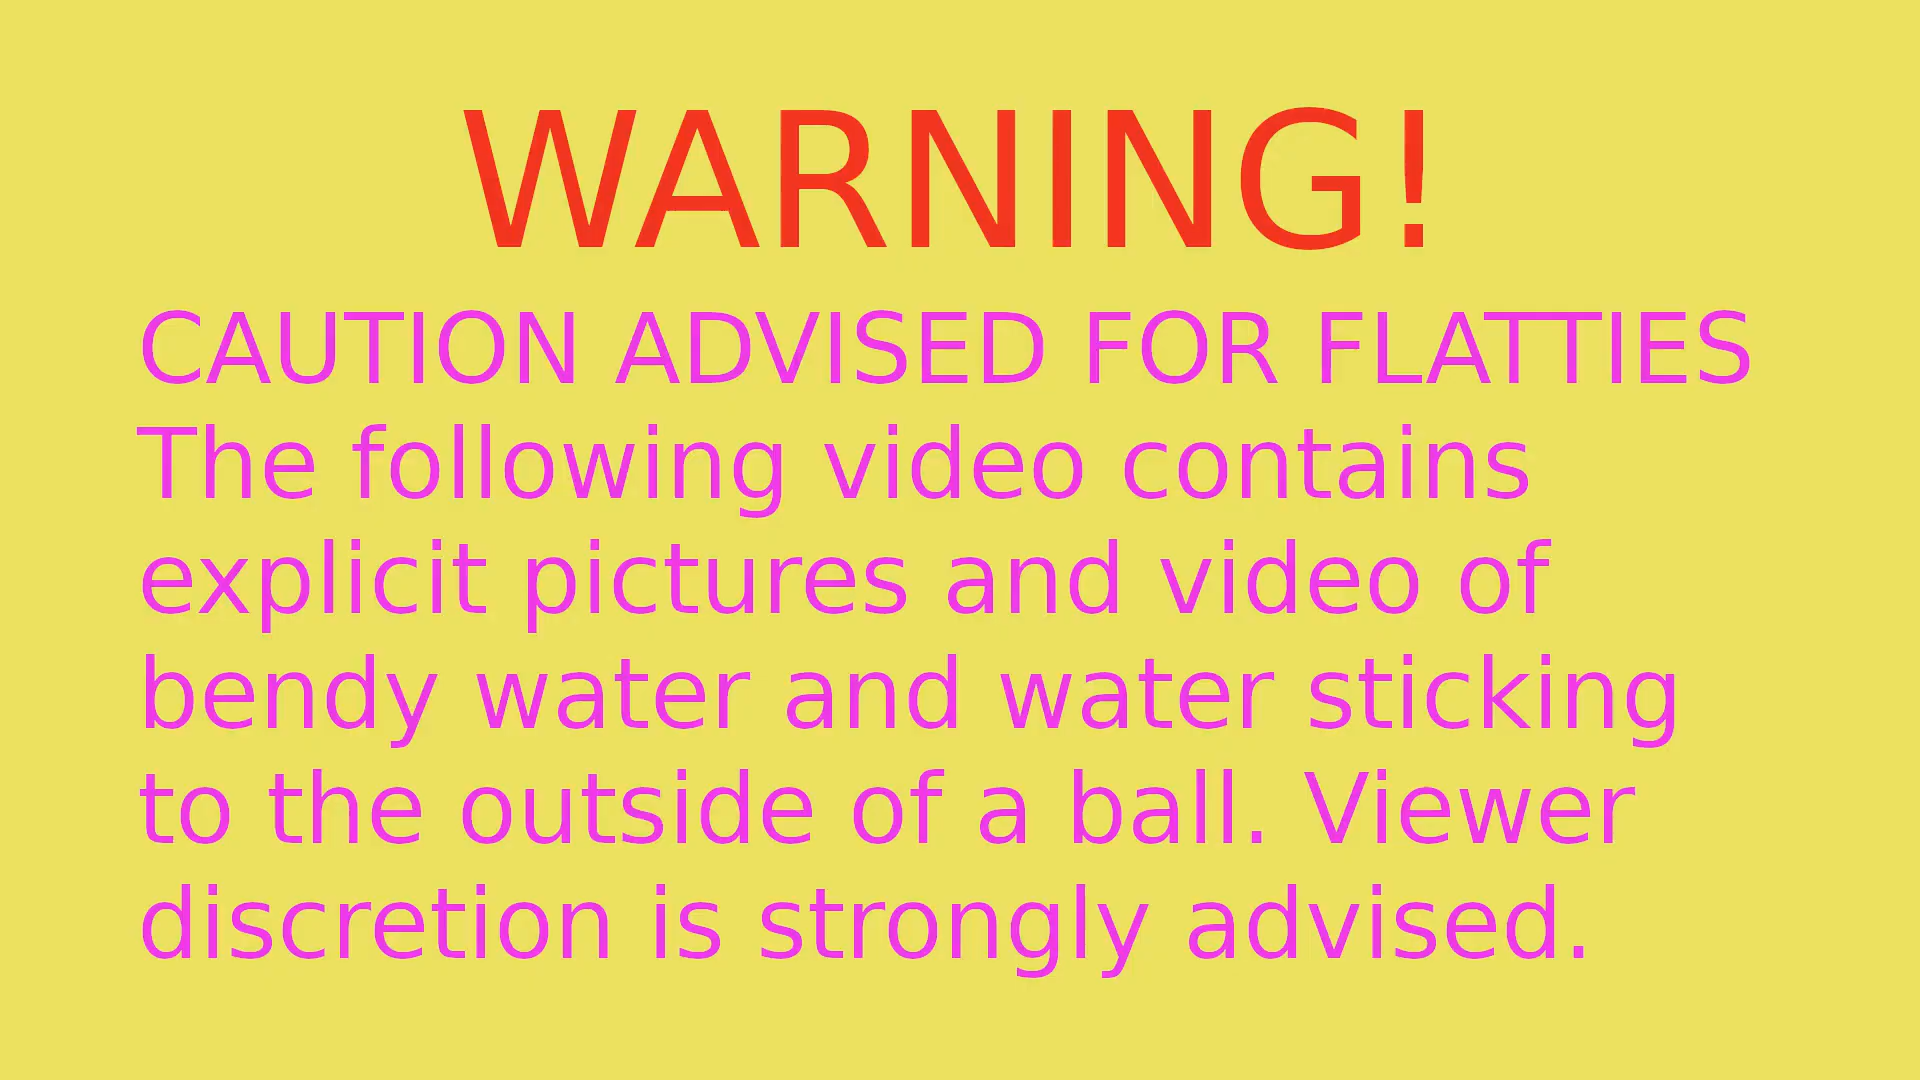 WARNING!
CAUTION ADVISED FOR FLATTIES
The following video contains
explicit pictures and video of
bendy water and water sticking
to the outside of a ball. Viewer
discretion is strongly advised.